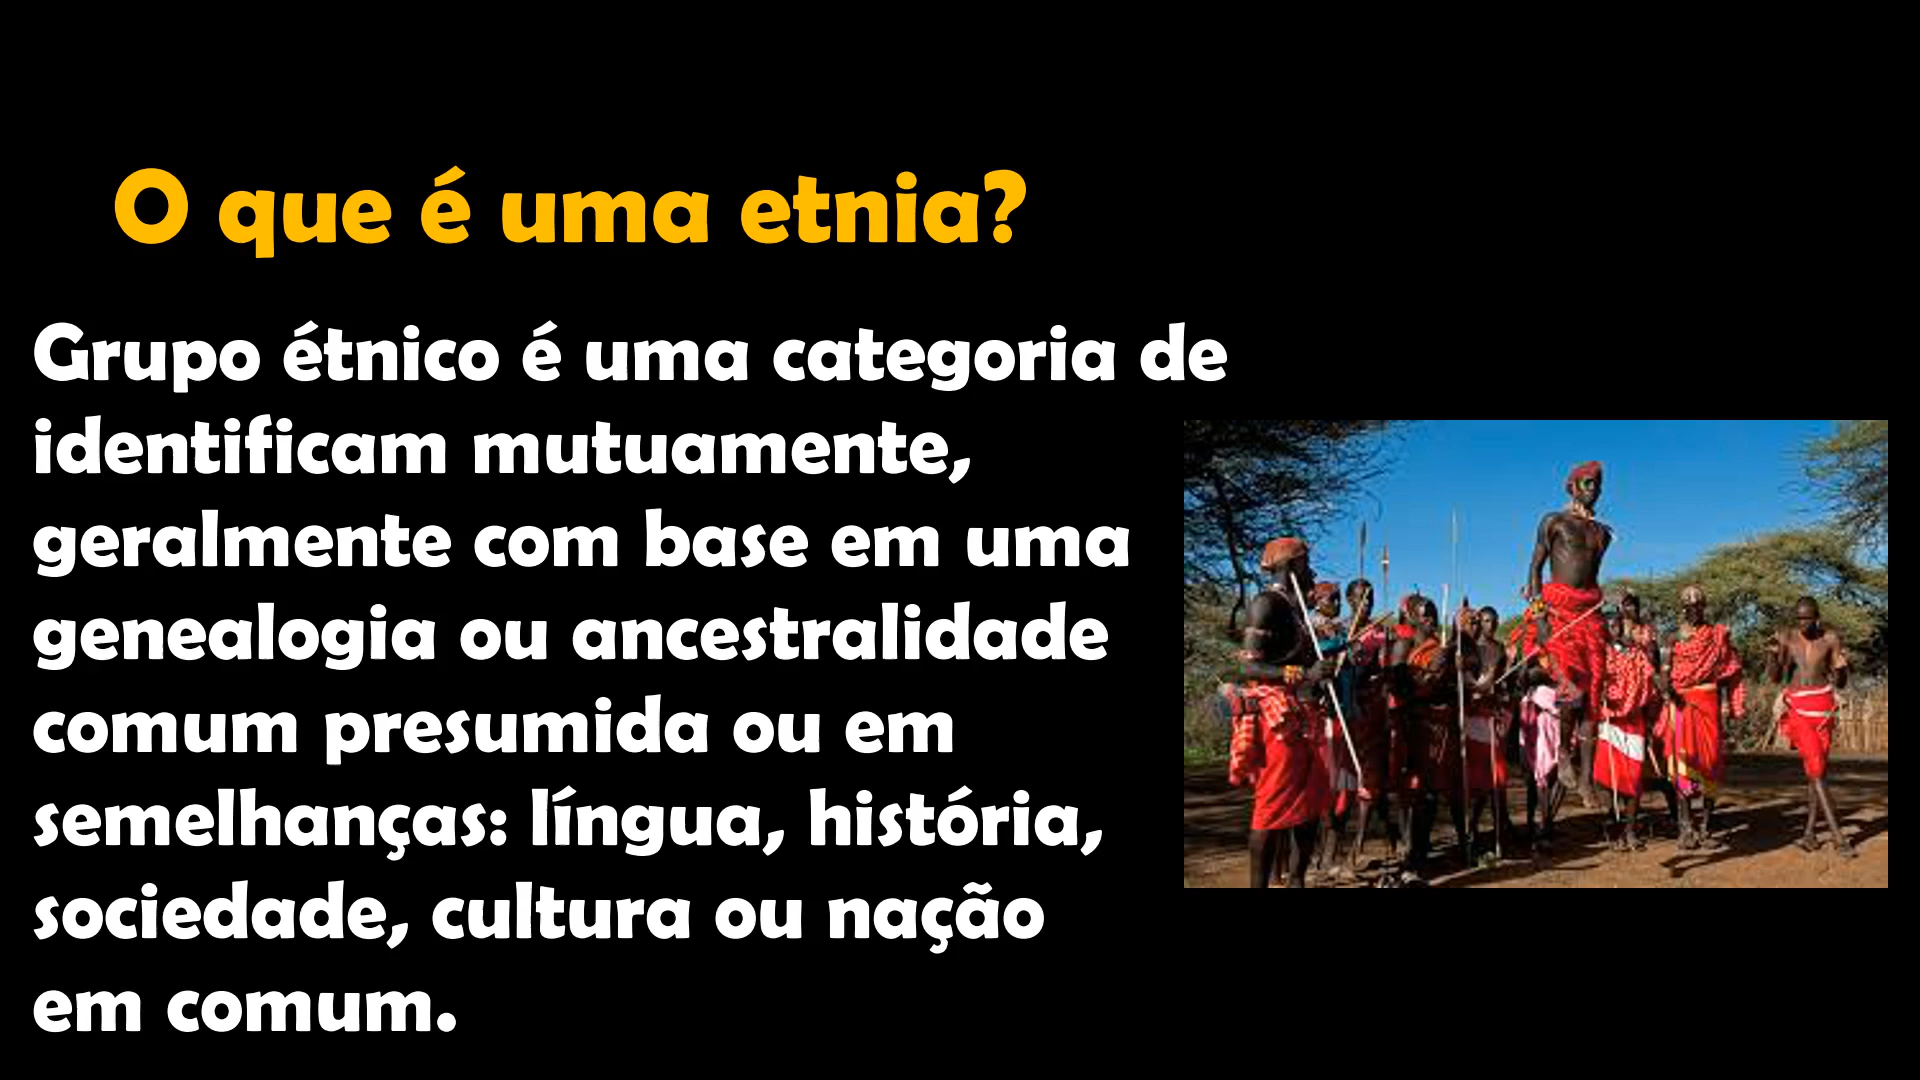 O que é uma etnia?
Grupo étnico é uma categoria de
identificam mutuamente,
geralmente com base em uma
genealogia ou ancestralidade
comum presumida ou em
semelhanças: língua, história,
sociedade, cultura ou nação
em comum.